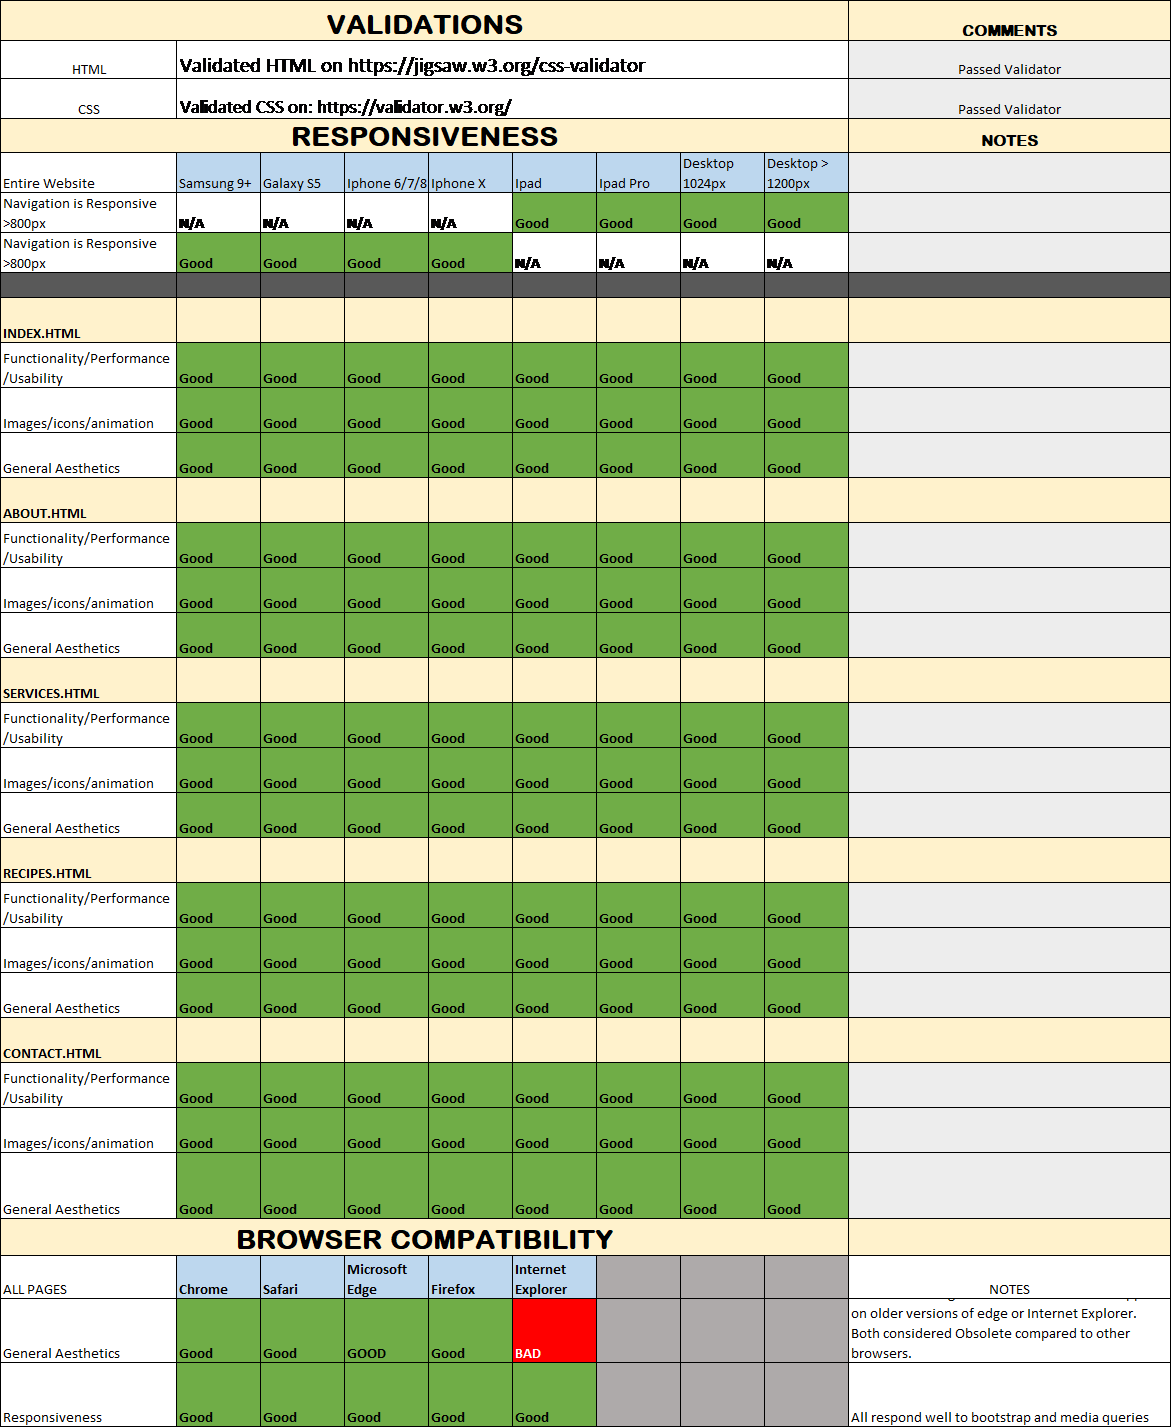 VALIDATIONS COMMENTS
HTML Validated HTML on https://jigsaw.w3.org/css-validator Passed Validator
CSS Validated CSS on: https://validator.w3.org/ Passed Validator
RESPONSIVENESS NOTES
Entire Website Samsung 9+ Galaxy S5 Iphone 6/7/8 Iphone X Ipad Ipad Pro Desktop 1024px Desktop > 1200px
Navigation is Responsive
>800px N/A N/A N/A N/A Good Good Good Good
Navigation is Responsive
>800px Good Good Good Good N/A N/A N/A N/A
INDEX.HTML
Functionality/Performance
/Usability Good Good Good Good Good Good Good Good
Images/icons/animation Good Good Good Good Good Good Good Good
General Aesthetics Good Good Good Good Good Good Good Good
ABOUT.HTML
Functionality/Performance
/Usability Good Good Good Good Good Good Good Good
Images/icons/animation Good Good Good Good Good Good Good Good
General Aesthetics Good Good Good Good Good Good Good Good
SERVICES.HTML
Functionality/Performance
/Usability Good Good Good Good Good Good Good Good
Images/icons/animation Good Good Good Good Good Good Good Good
General Aesthetics Good Good Good Good Good Good Good Good
RECIPES.HTML
Functionality/Performance
/Usability Good Good Good Good Good Good Good Good
Images/icons/animation Good Good Good Good Good Good Good Good
General Aesthetics Good Good Good Good Good Good Good Good
CONTACT.HTML
Functionality/Performance
/Usability Good Good Good Good Good Good Good Good
Images/icons/animation Good Good Good Good Good Good Good Good
General Aesthetics Good Good Good Good Good Good Good Good
BROWSER COMPATIBILITY
ALL PAGES Chrome Safari Microsoft Edge Firefox Internet Explorer NOTES
on older versions of edge or Internet Explorer.
Both considered Obsolete compared to other
General Aesthetics Good Good GOOD Good BAD browsers.
Responsiveness Good Good Good Good Good All respond well to bootstrap and media queries